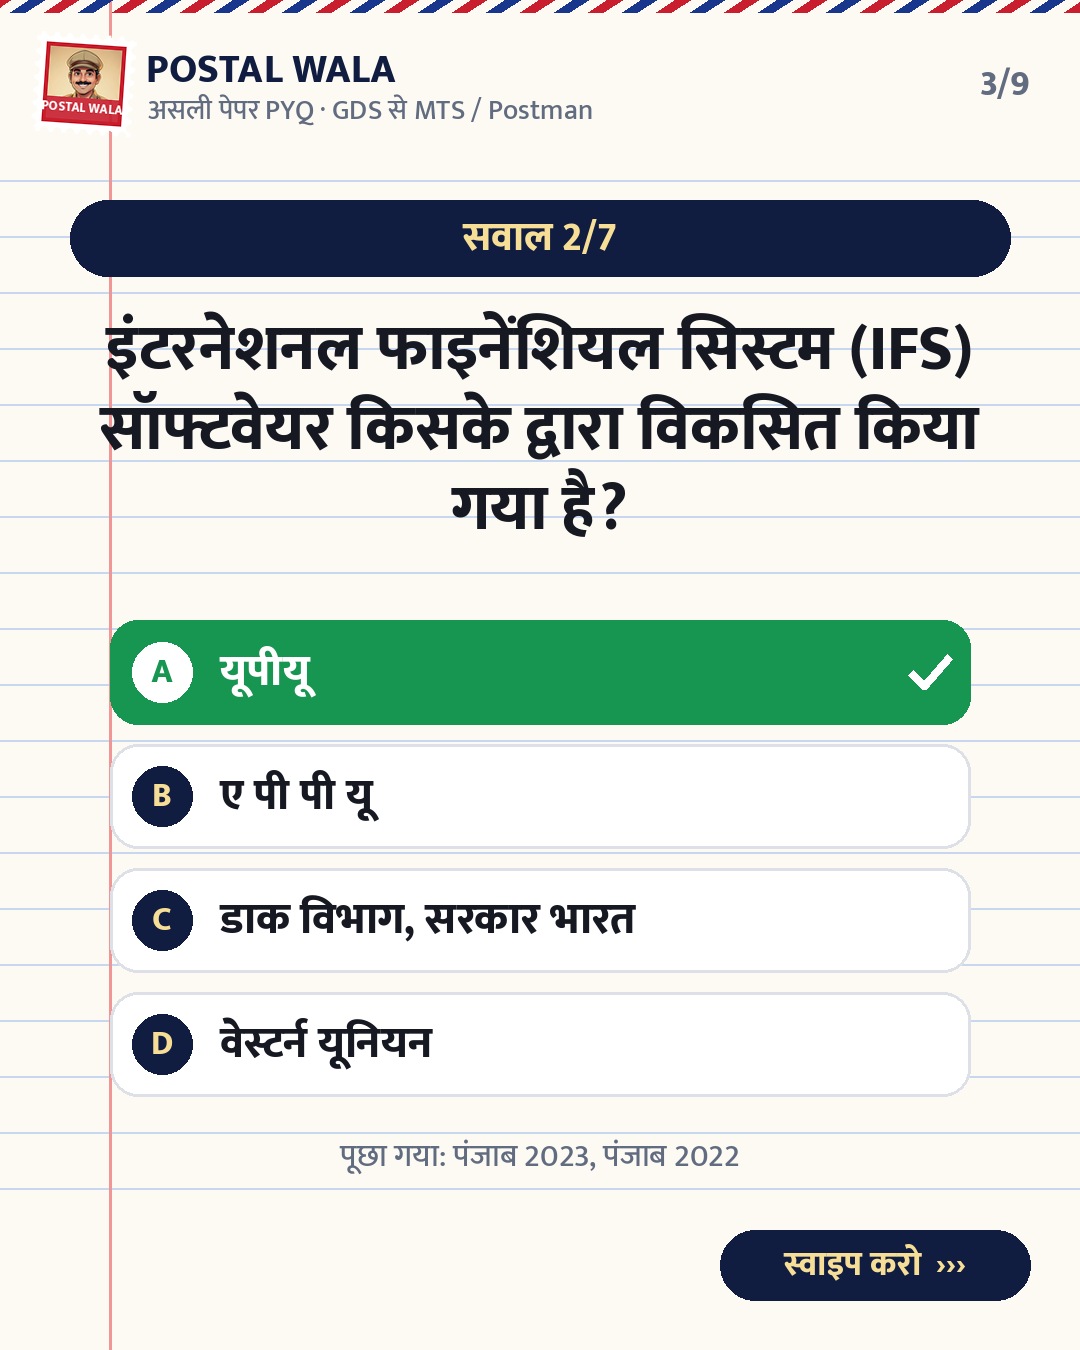 POSTAL WALA
POSTAL WALA
असली पेपर PYQ · GDS से MTS / Postman
3/9
सवाल 2/7
इंटरनेशनल फाइनेंशियल सिस्टम (IFS)
सॉफ्टवेयर किसके द्वारा विकसित किया
गया है?
A यूपीयू
B ए पी पी यू
C डाक विभाग, सरकार भारत
D वेस्टर्न यूनियन
पूछा गया: पंजाब 2023, पंजाब 2022
स्वाइप करो ›››